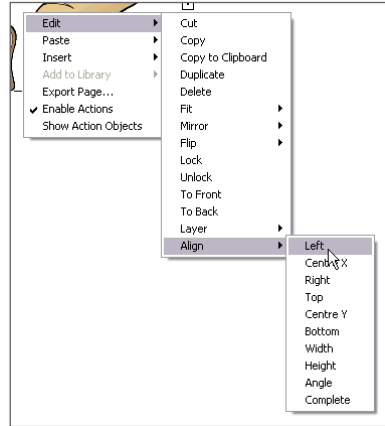 Edit
Paste
Insert
Add to Library
Export Page...
Enable Actions
Show Action Objects
Cut
Copy
Copy to Clipboard
Duplicate
Delete
Fit
Mirror
Flip
Lock
Unlock
To Front
To Back
Layer
Align
Left
Centre X
Right
Top
Centre Y
Bottom
Width
Height
Angle
Complete